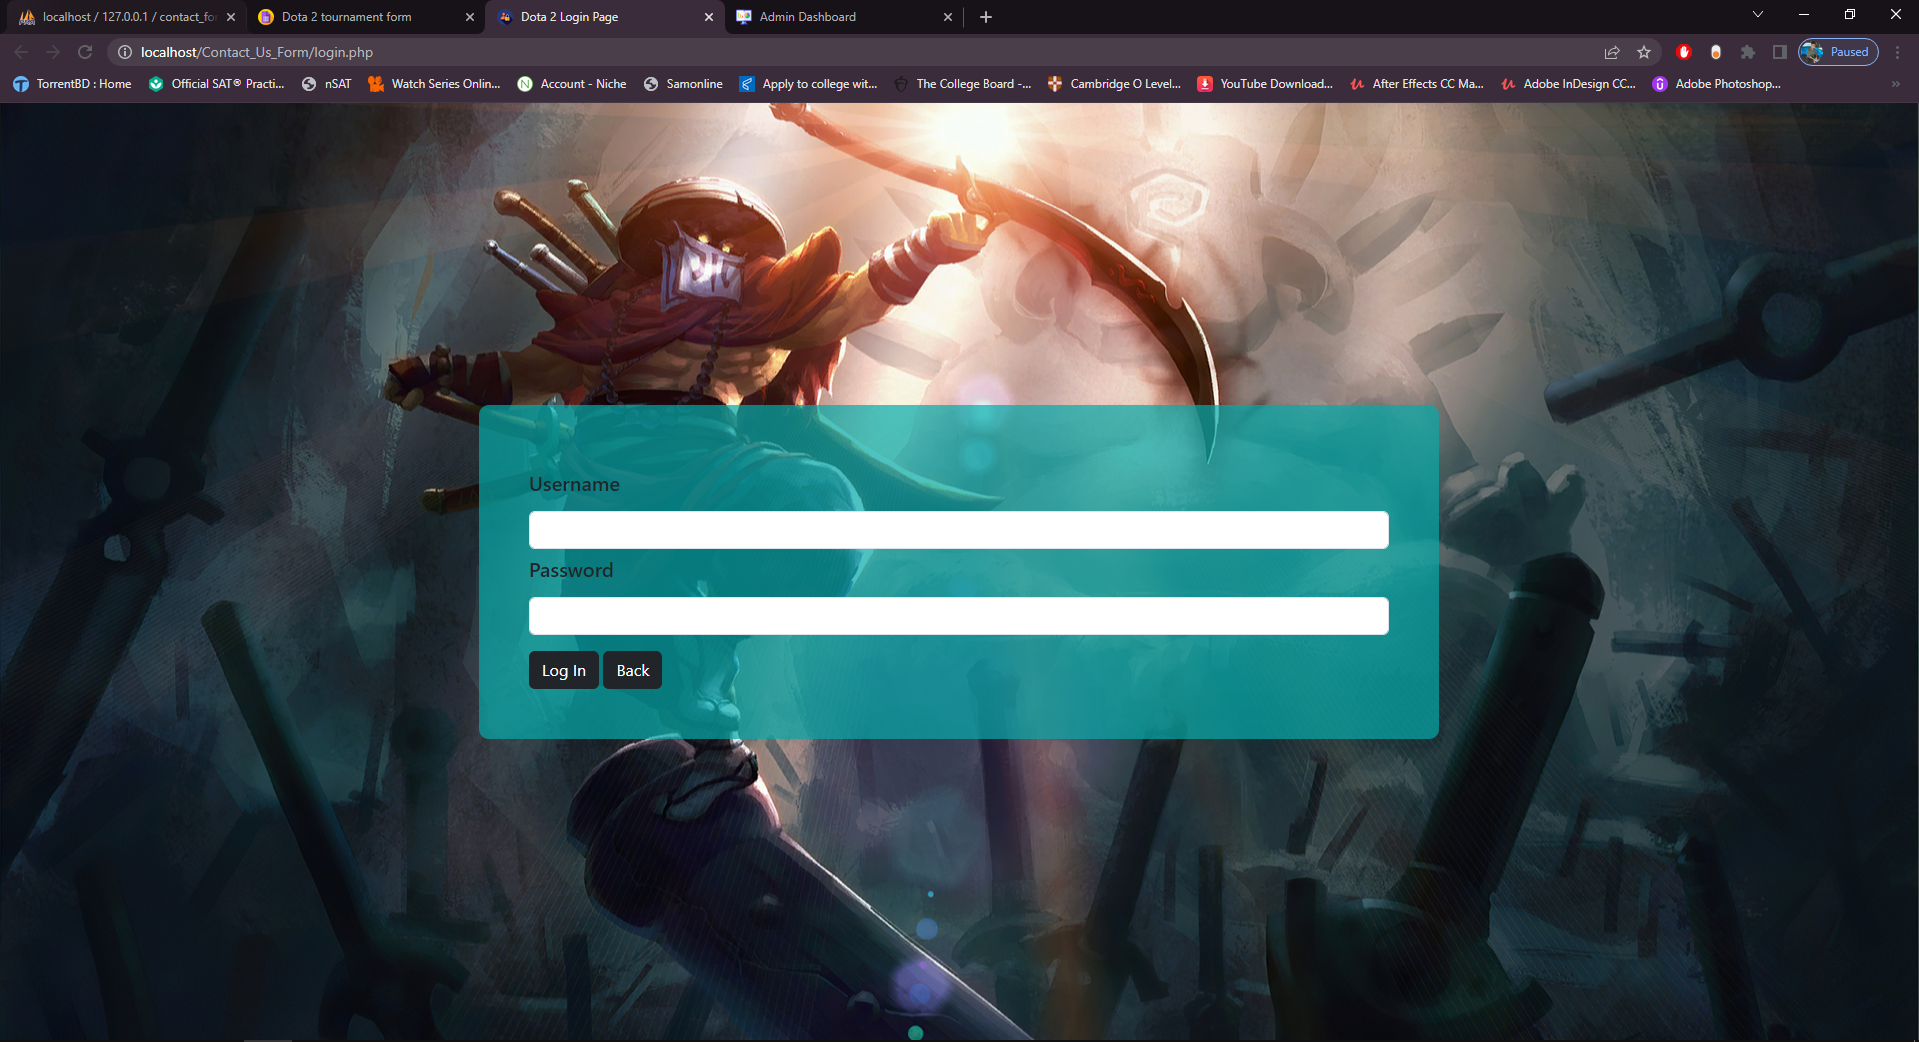 localhost / 127.0.0.1 / contact_for
Dota 2 tournament form
Dota 2 Login Page
Admin Dashboard
localhost/Contact_Us_Form/login.php
Paused
TorrentBD : Home
Official SAT® Practi...
nSAT
Watch Series Onlin...
Account - Niche
Samonline
Apply to college wit...
The College Board -...
Cambridge O Level...
YouTube Download...
After Effects CC Ma...
Adobe InDesign CC...
Adobe Photoshop...
Username
Password
Log In
Back